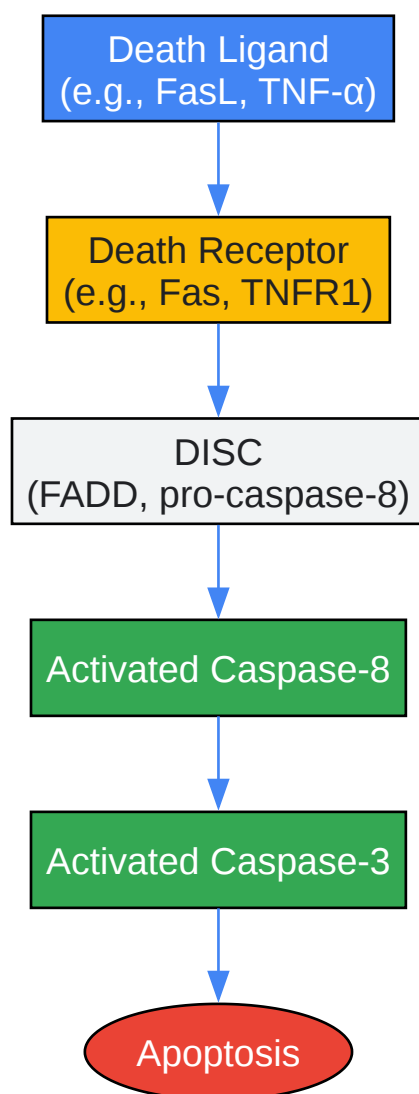 Death Ligand
(e.g., FasL, TNF-α)
Death Receptor
(e.g., Fas, TNFR1)
DISC
(FADD, pro-caspase-8)
Activated Caspase-8
Activated Caspase-3
Apoptosis